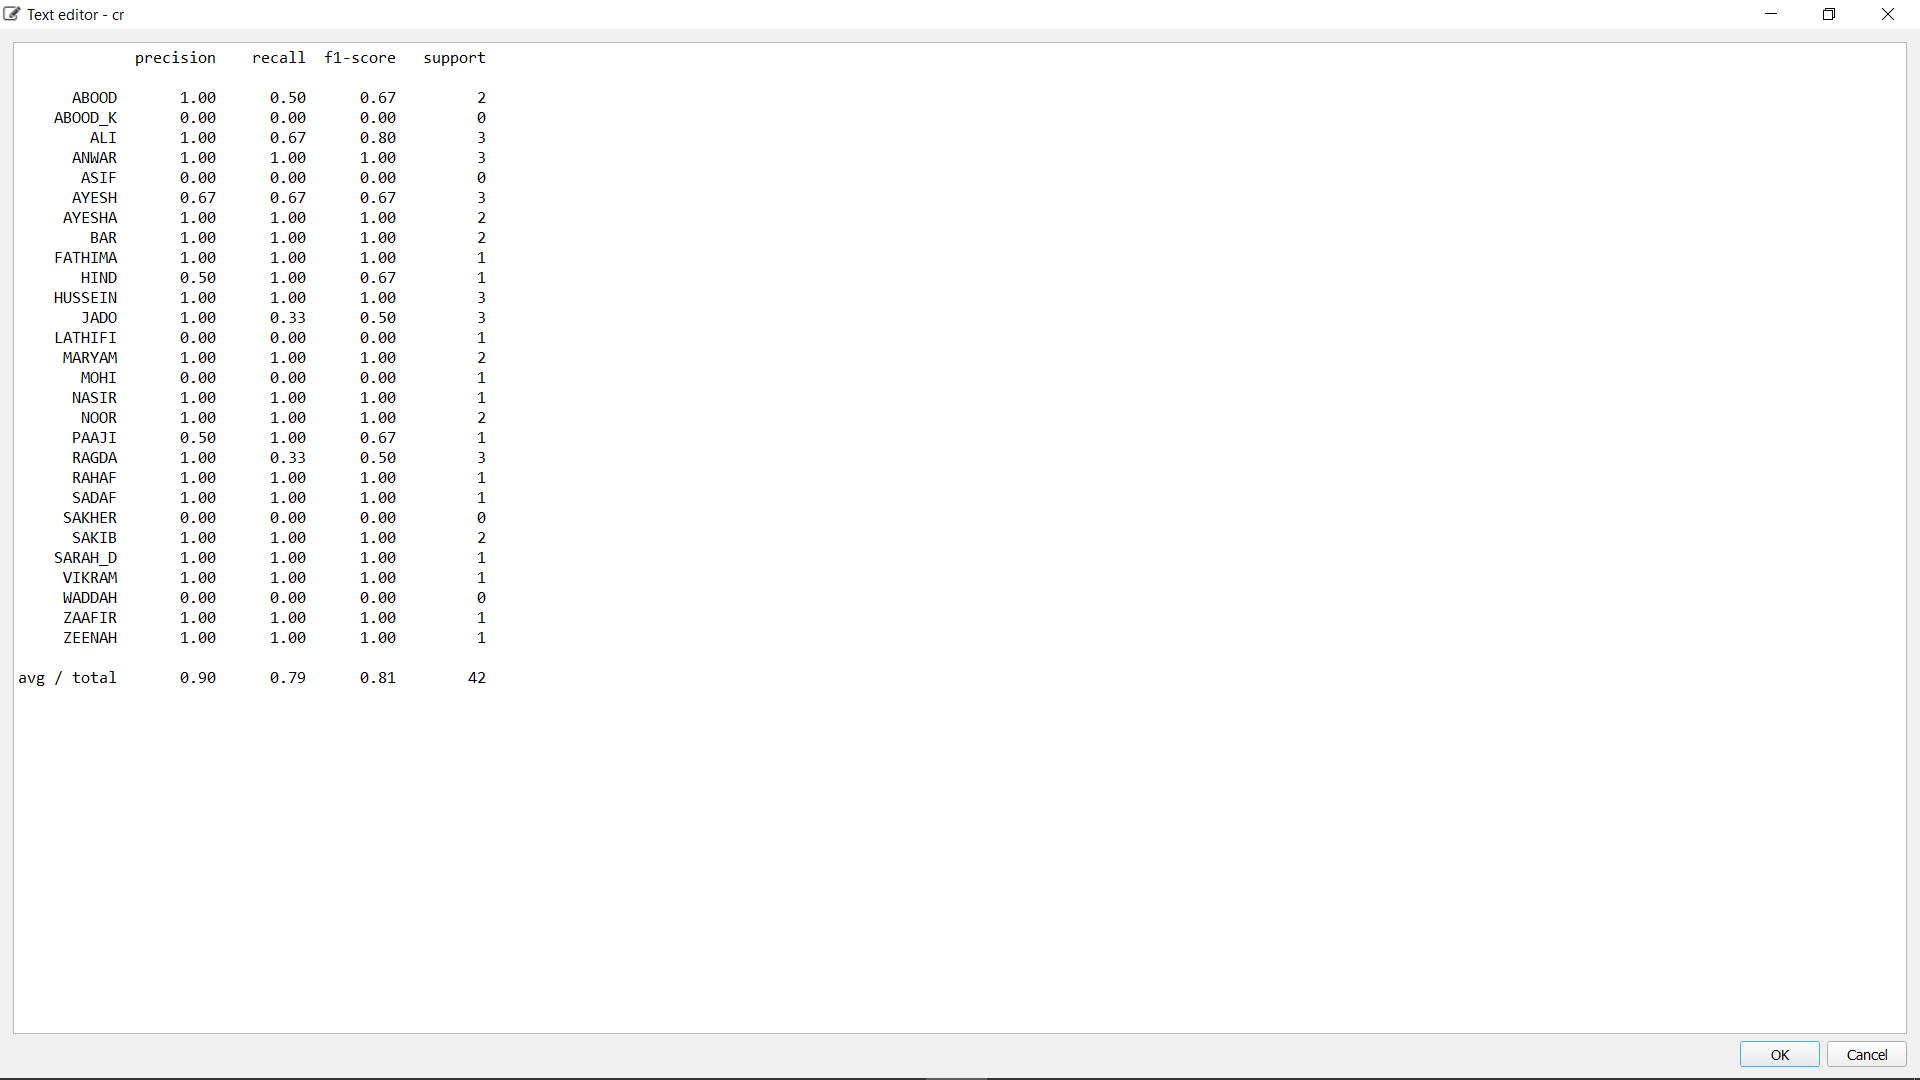 Text editor - cr
precision recall f1-score support
ABOOD 1.00 0.50 0.67 2
ABOOD_K 0.00 0.00 0.00 0
ALI 1.00 0.67 0.80 3
ANWAR 1.00 1.00 1.00 3
ASIF 0.00 0.00 0.00 0
AYESH 0.67 0.67 0.67 3
AYESHA 1.00 1.00 1.00 2
BAR 1.00 1.00 1.00 2
FATHIMA 1.00 1.00 1.00 1
HIND 0.50 1.00 0.67 1
HUSSEIN 1.00 1.00 1.00 3
JADO 1.00 0.33 0.50 3
LATHIFI 0.00 0.00 0.00 1
MARYAM 1.00 1.00 1.00 2
MOHI 0.00 0.00 0.00 1
NASIR 1.00 1.00 1.00 1
NOOR 1.00 1.00 1.00 2
PAAJI 0.50 1.00 0.67 1
RAGDA 1.00 0.33 0.50 3
RAHAF 1.00 1.00 1.00 1
SADAF 1.00 1.00 1.00 1
SAKHER 0.00 0.00 0.00 0
SAKIB 1.00 1.00 1.00 2
SARAH_D 1.00 1.00 1.00 1
VIKRAM 1.00 1.00 1.00 1
WADDAH 0.00 0.00 0.00 0
ZAAFIR 1.00 1.00 1.00 1
ZEENAH 1.00 1.00 1.00 1
avg / total 0.90 0.79 0.81 42
OK Cancel